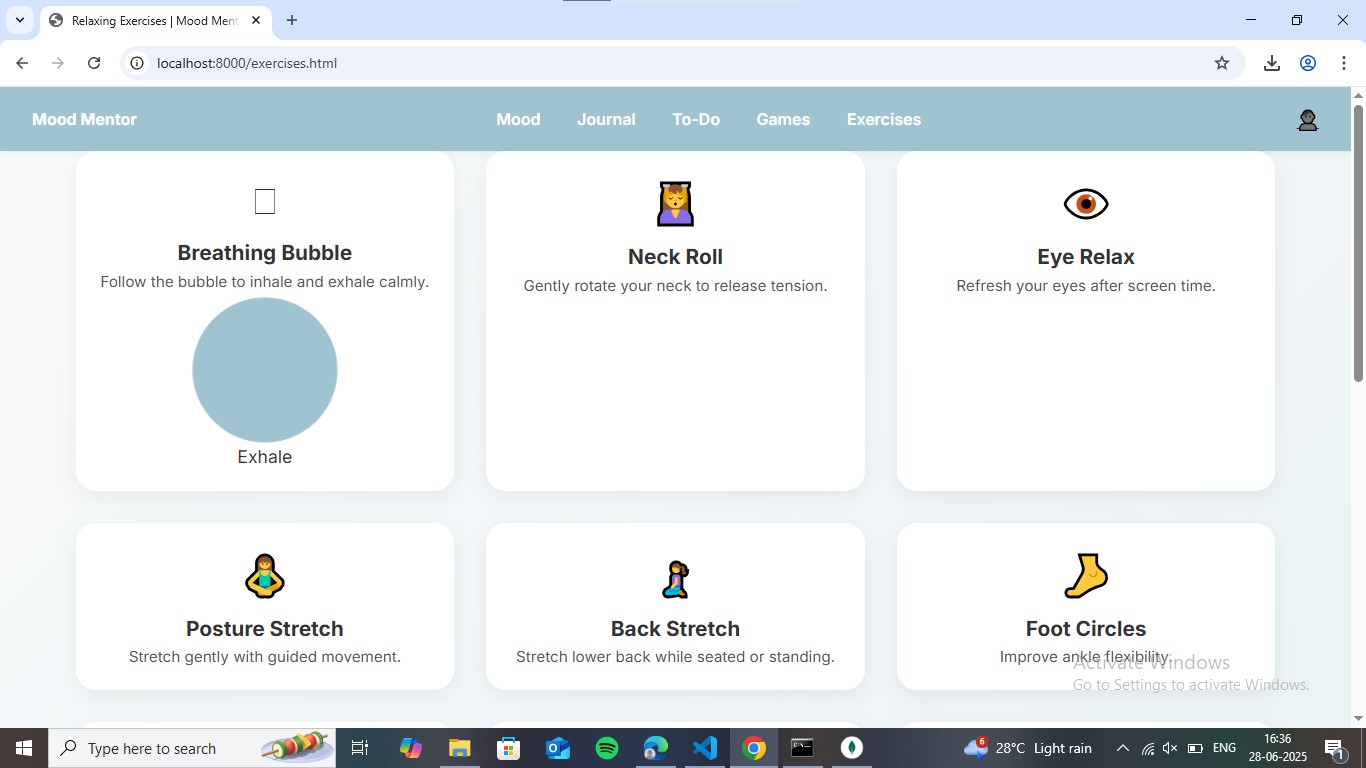 Relaxing Exercises | Mood Ment
localhost:8000/exercises.html
Mood Mentor
Mood
Journal
To-Do
Games
Exercises
Breathing Bubble
Follow the bubble to inhale and exhale calmly.
Exhale
Neck Roll
Gently rotate your neck to release tension.
Eye Relax
Refresh your eyes after screen time.
Posture Stretch
Stretch gently with guided movement.
Back Stretch
Stretch lower back while seated or standing.
Foot Circles
Improve ankle flexibility.
Activate Windows
Go to Settings to activate Windows.
Type here to search
6
28°C Light rain
ENG
16:36
28-06-2025
1